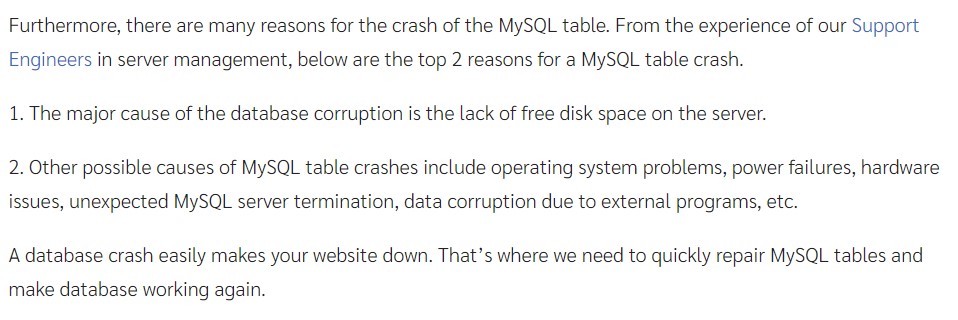 Furthermore, there are many reasons for the crash of the MySQL table. From the experience of our Support
Engineers in server management, below are the top 2 reasons for a MySQL table crash.
1. The major cause of the database corruption is the lack of free disk space on the server.
2. Other possible causes of MySQL table crashes include operating system problems, power failures, hardware
issues, unexpected MySQL server termination, data corruption due to external programs, etc.
A database crash easily makes your website down. That’s where we need to quickly repair MySQL tables and
make database working again.